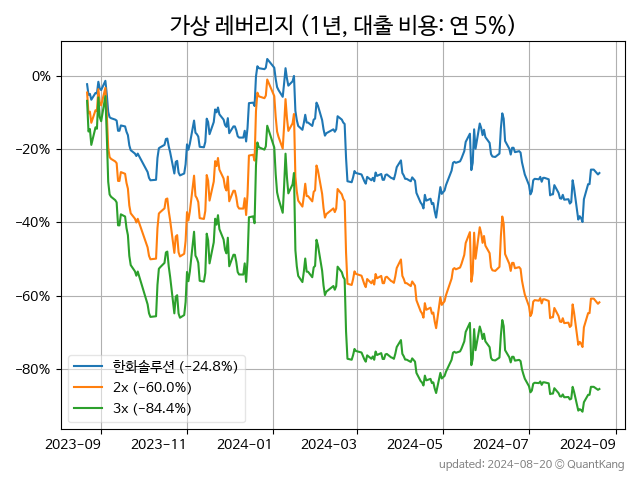 가상 레버리지 (1년, 대출 비용: 연 5%)
0%
−20%
−40%
−60%
−80%
한화솔루션 (−24.8%)
2x (−60.0%)
3x (−84.4%)
2023−09 2023−11 2024−01 2024−03 2024−05 2024−07 2024−09
updated: 2024−08−20 © QuantKang